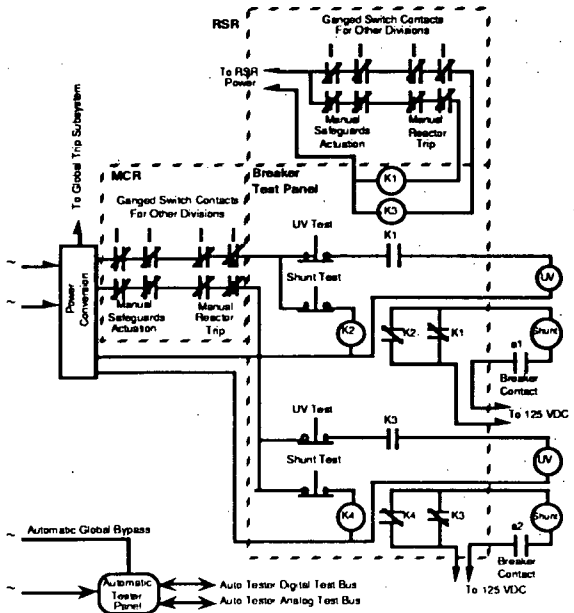 RSR
Ganged Switch Contacts
For Other Divisions
To RSR
Power
Manual
Safeguards
Actuation
Manual
Reactor
Trip
To Global Trip Subsystem
MCR
Breaker
Test Panel
K1
K3
Ganged Switch Contacts
For Other Divisions
UV Test
K1
UV
Shunt Test
Power
Conversion
Manual
Safeguards
Actuation
Manual
Reactor
Trip
K2
K2
K1
Shunt
a1
Breaker
Contact
To 125 VDC
UV Test
K3
UV
Shunt Test
K4
K4
K3
Shunt
a2
Breaker
Contact
To 125 VDC
Automatic Global Bypass
Automatic
Tester
Panel
Auto Tester Digital Test Bus
Auto Tester Analog Test Bus